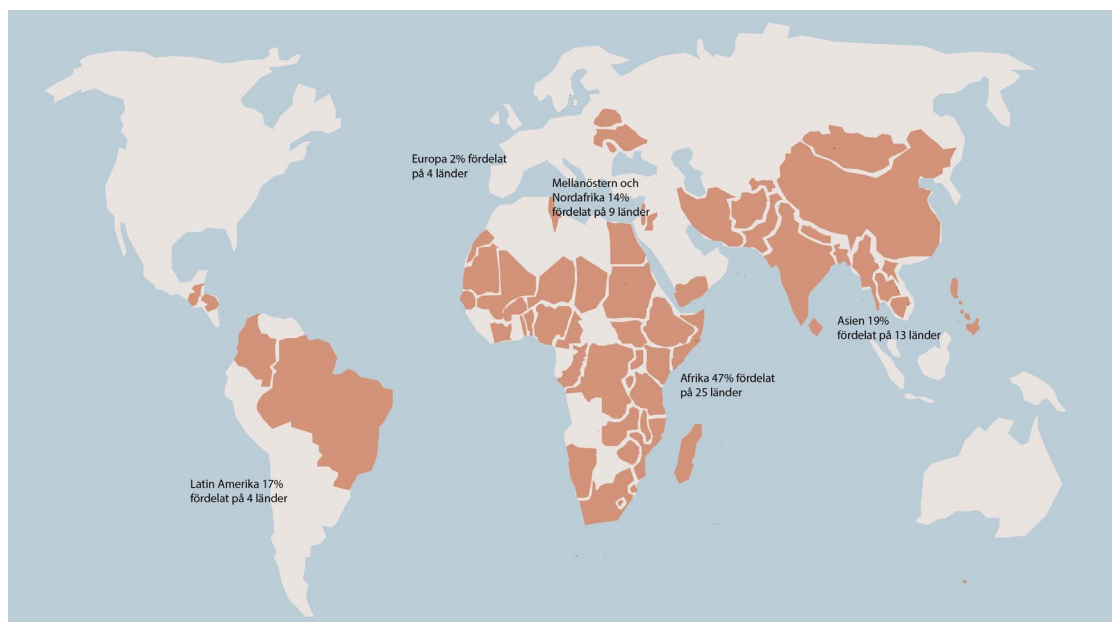 Europa 2% fördelat
på 4 länder
Mellanöstern och
Nordafrika 14%
fördelat på 9 länder
Asien 19%
fördelat på 13 länder
Afrika 47% fördelat
på 25 länder
Latin Amerika 17%
fördelat på 4 länder